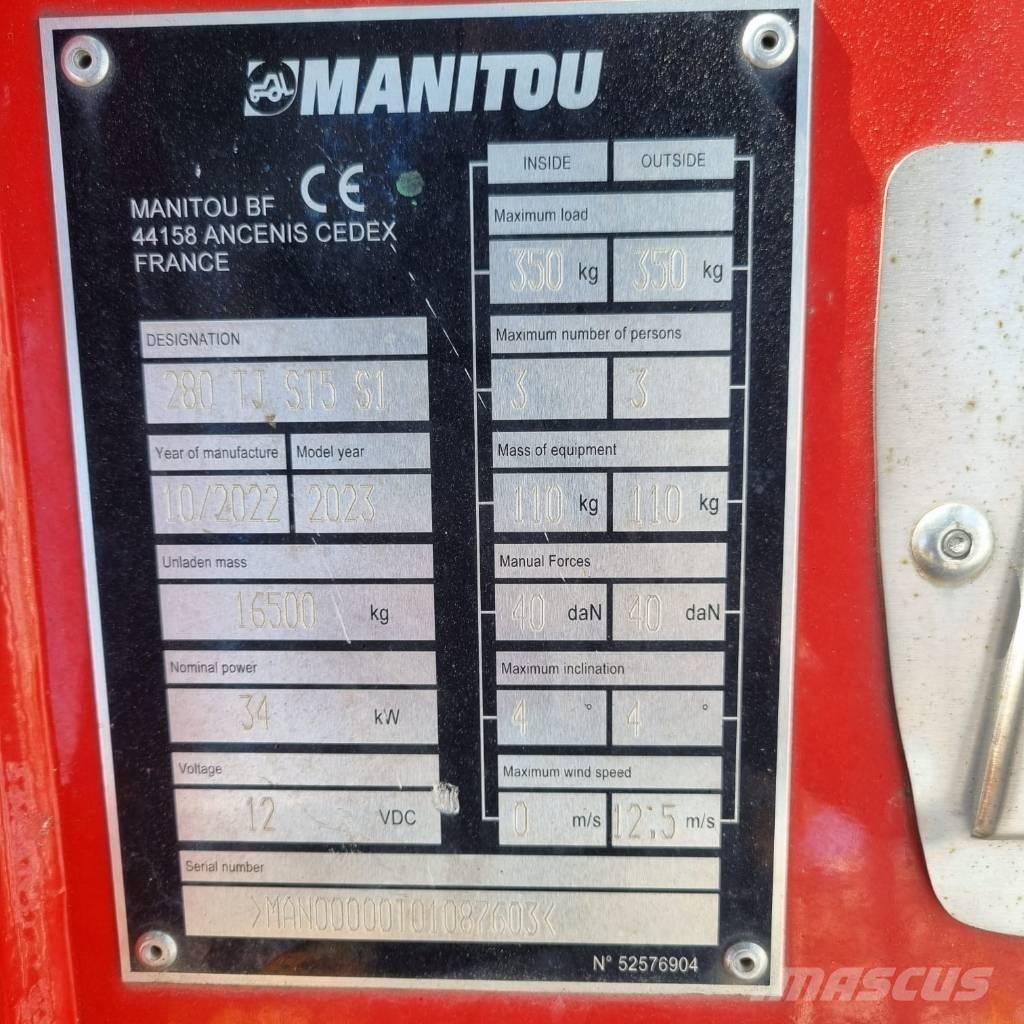 MANITOU
CE
MANITOU BF
44158 ANCENIS CEDEX
FRANCE
DESIGNATION
280 TJ ST5 S1
Year of manufacture Model year
10/2022 2023
Unladen mass
16500 kg
Nominal power
34 kW
Voltage
12 VDC
INSIDE OUTSIDE
Maximum load
350 kg 350 kg
Maximum number of persons
3 3
Mass of equipment
110 kg 110 kg
Manual Forces
40 daN 40 daN
Maximum inclination
4 ° 4 °
Maximum wind speed
0 m/s 12.5 m/s
Serial number
>MAN00000T01087603<
N° 52576904
MASCUS